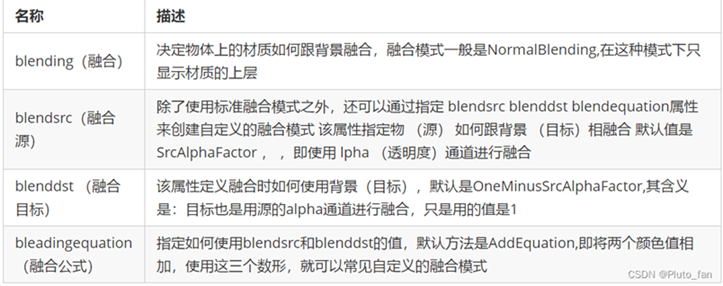 名称 描述
blending（融合） 决定物体上的材质如何跟背景融合，融合模式一般是NormalBlending,在这种模式下只
显示材质的上层
blendsrc（融合
源） 除了使用标准融合模式之外，还可以通过指定 blendsrc blenddst blendequation属性
来创建自定义的融合模式 该属性指定物 （源） 如何跟背景 （目标）相融合 默认值是
SrcAlphaFactor ， ，即使用 lpha （透明度）通道进行融合
blenddst （融合
目标） 该属性定义融合时如何使用背景（目标），默认是OneMinusSrcAlphaFactor,其含义
是：目标也是用源的alpha通道进行融合，只是用的值是1
bleadingequation
（融合公式） 指定如何使用blendsrc和blenddst的值，默认方法是AddEquation,即将两个颜色值相
加，使用这三个数形，就可以常见自定义的融合模式
CSDN @Pluto_fan